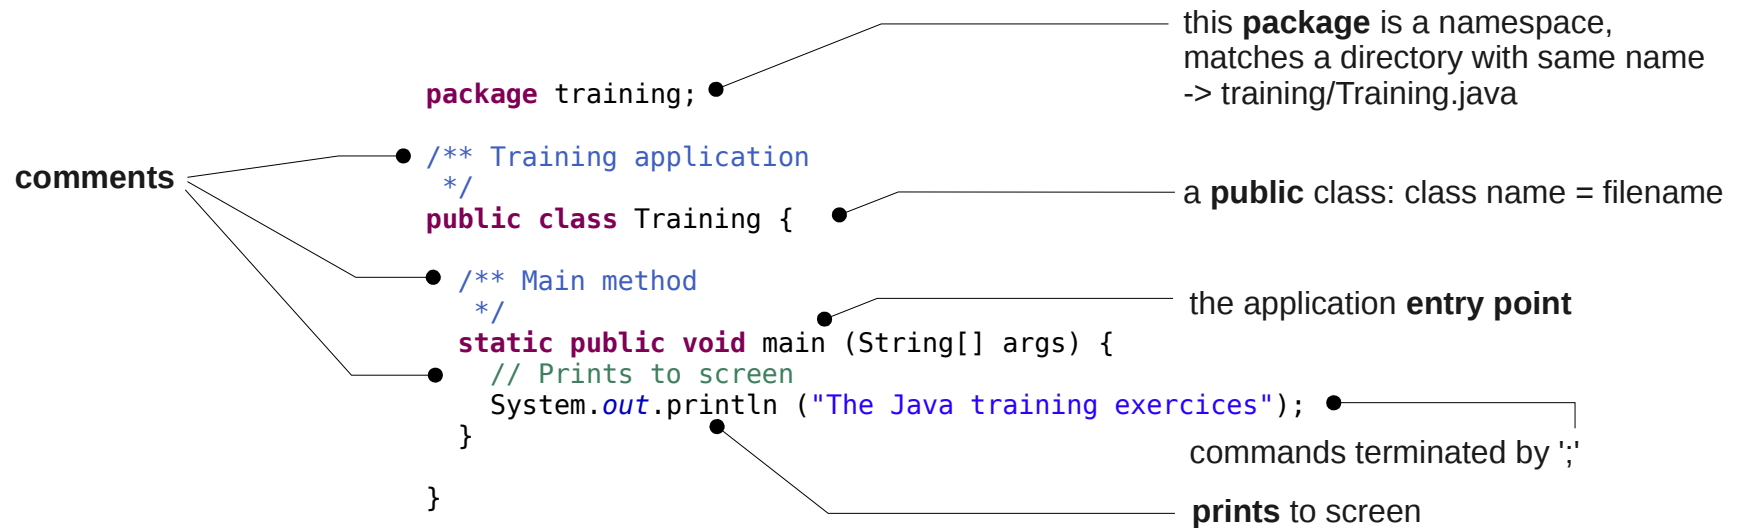 this package is a namespace,
matches a directory with same name
-> training/Training.java
package training;
comments
/** Training application
*/
a public class: class name = filename
public class Training {
/** Main method
*/
the application entry point
static public void main (String[] args) {
// Prints to screen
System.out.println ("The Java training exercices");
}
commands terminated by ';'
}
prints to screen